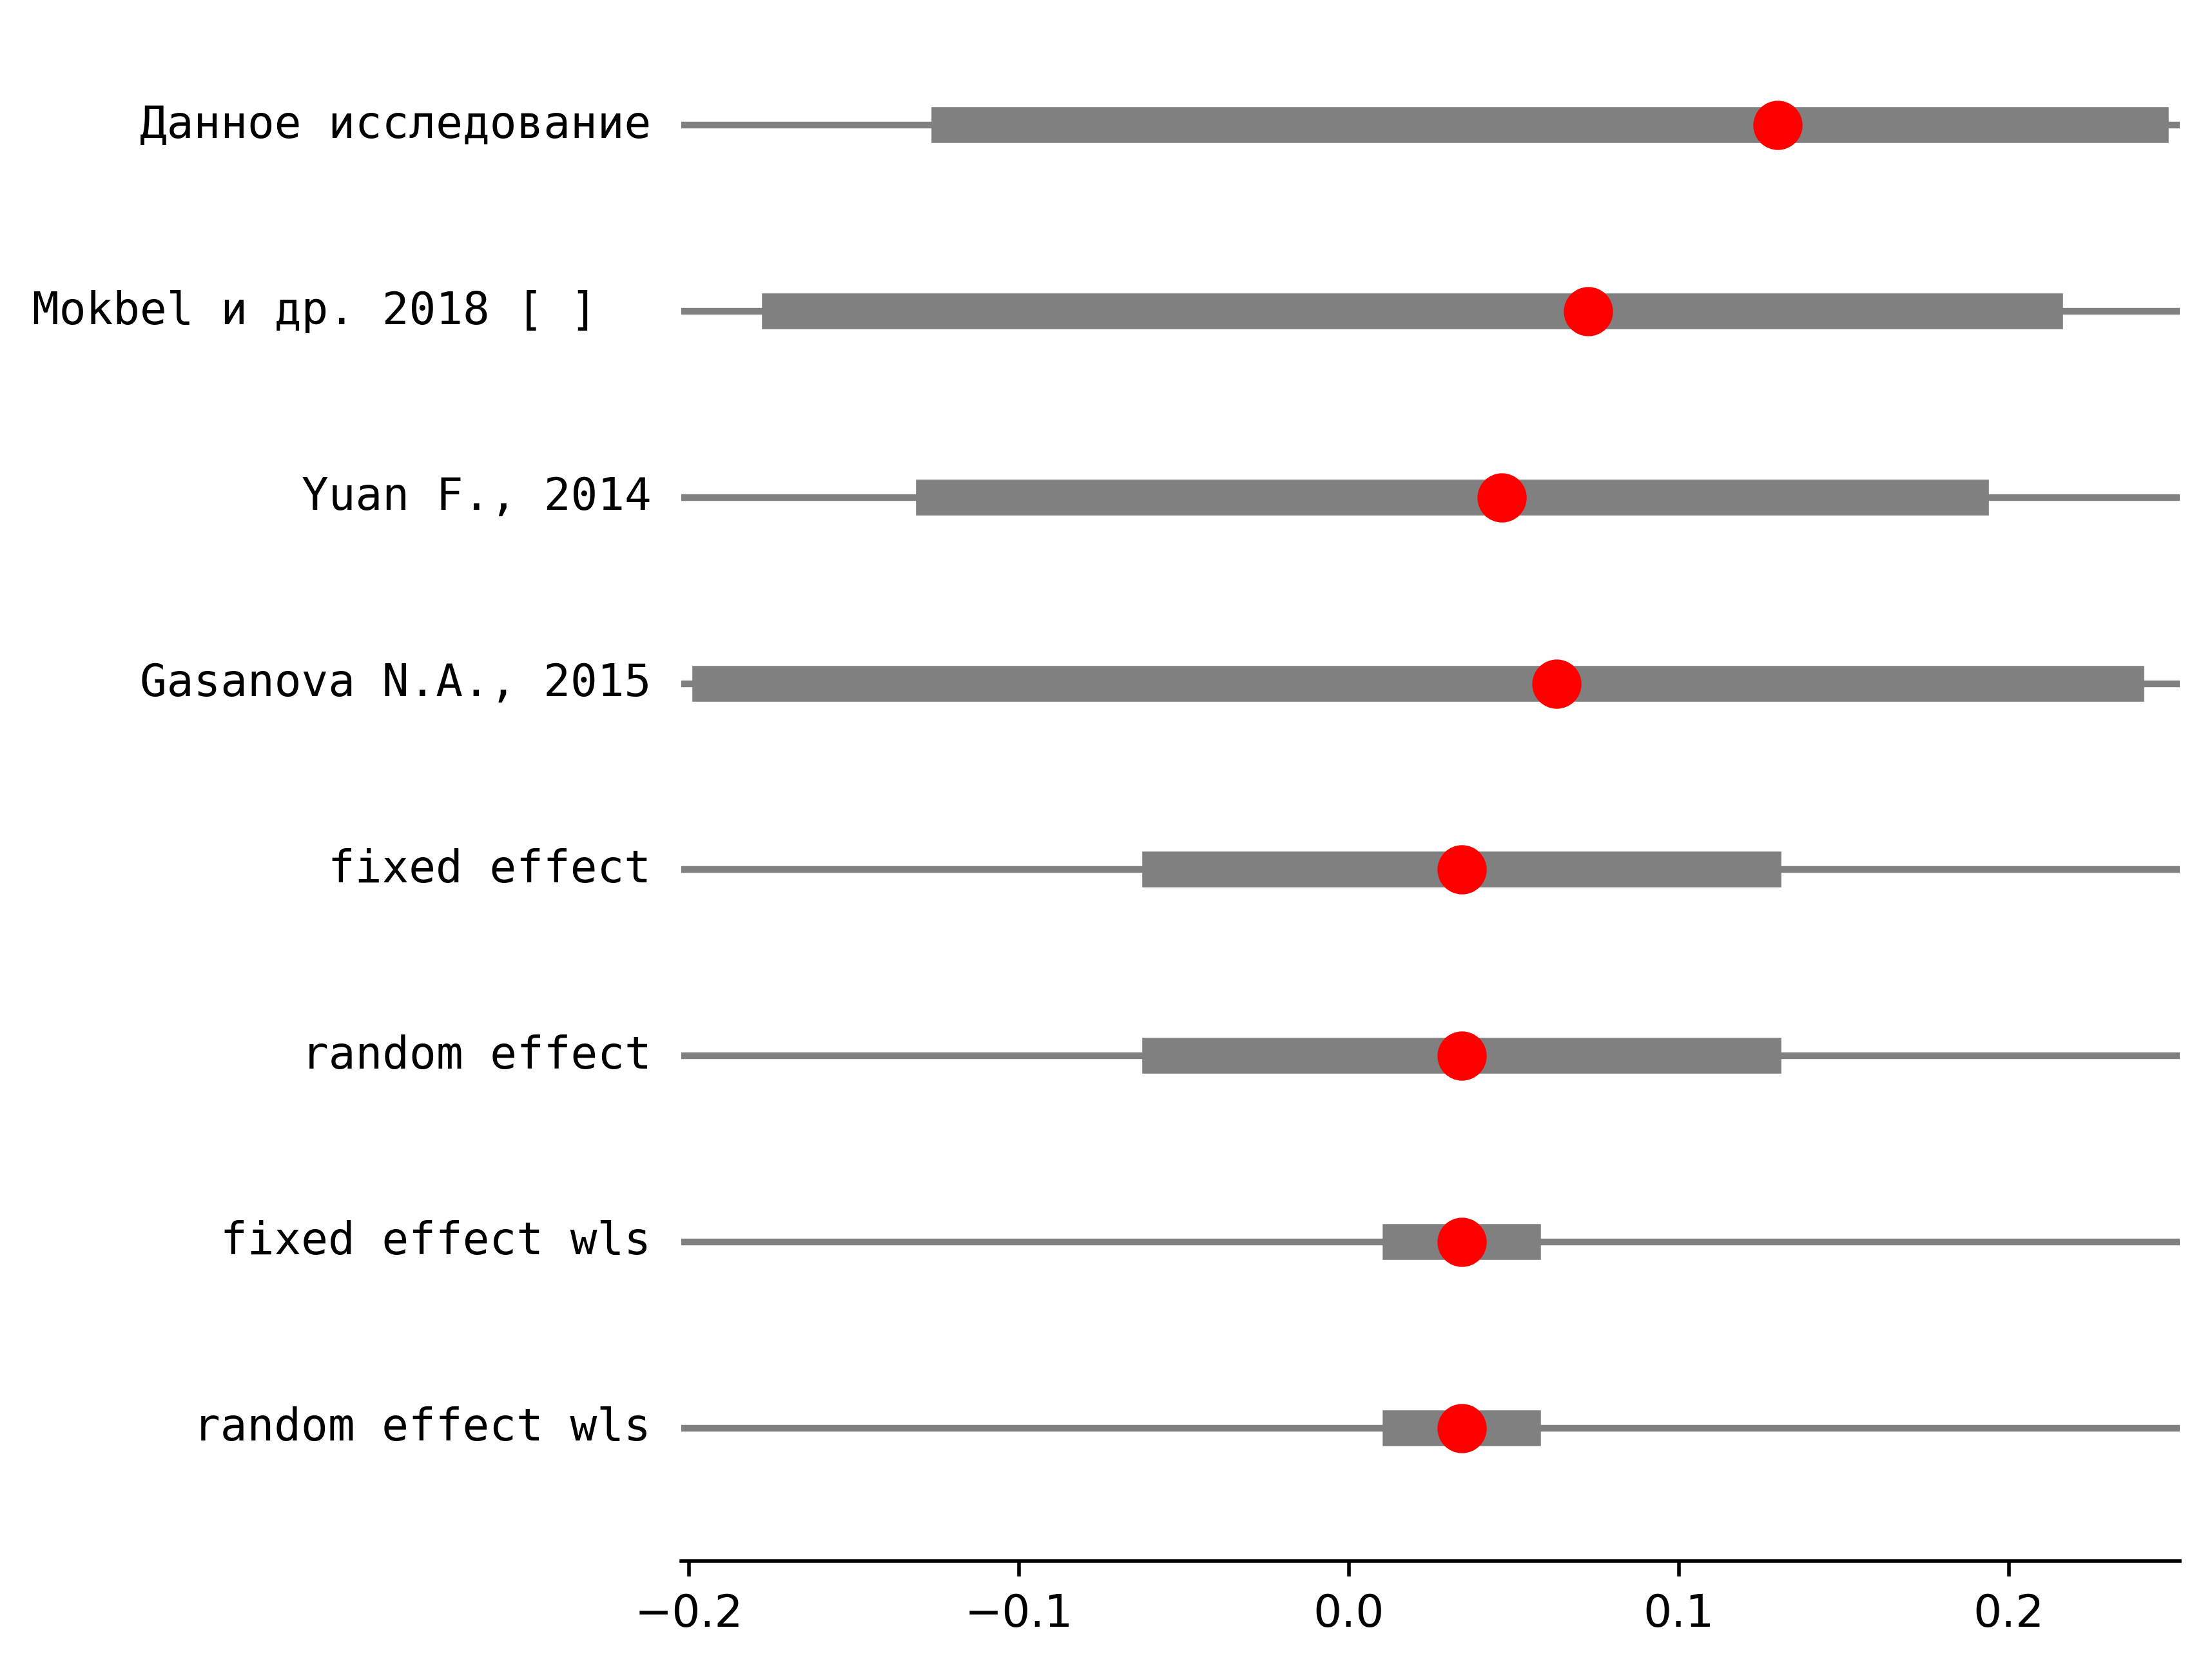 Данное исследование
Mokbel и др. 2018 [ ]
Yuan F., 2014
Gasanova N.A., 2015
fixed effect
random effect
fixed effect wls
random effect wls
−0.2 −0.1 0.0 0.1 0.2